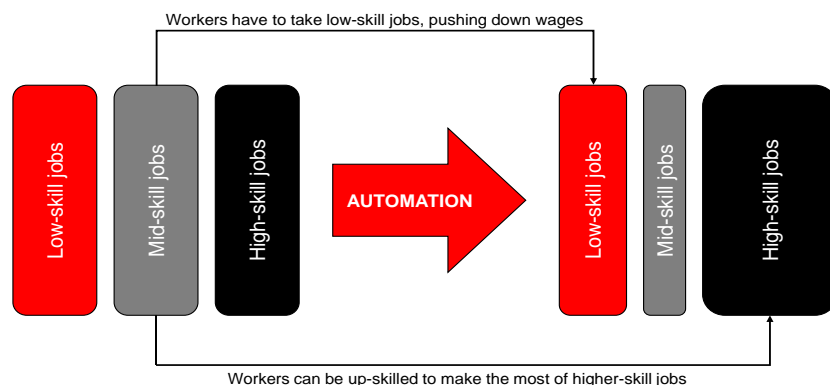 Workers have to take low-skill jobs, pushing down wages
Low-skill jobs
Mid-skill jobs
High-skill jobs
AUTOMATION
Low-skill jobs
Mid-skill jobs
High-skill jobs
Workers can be up-skilled to make the most of higher-skill jobs